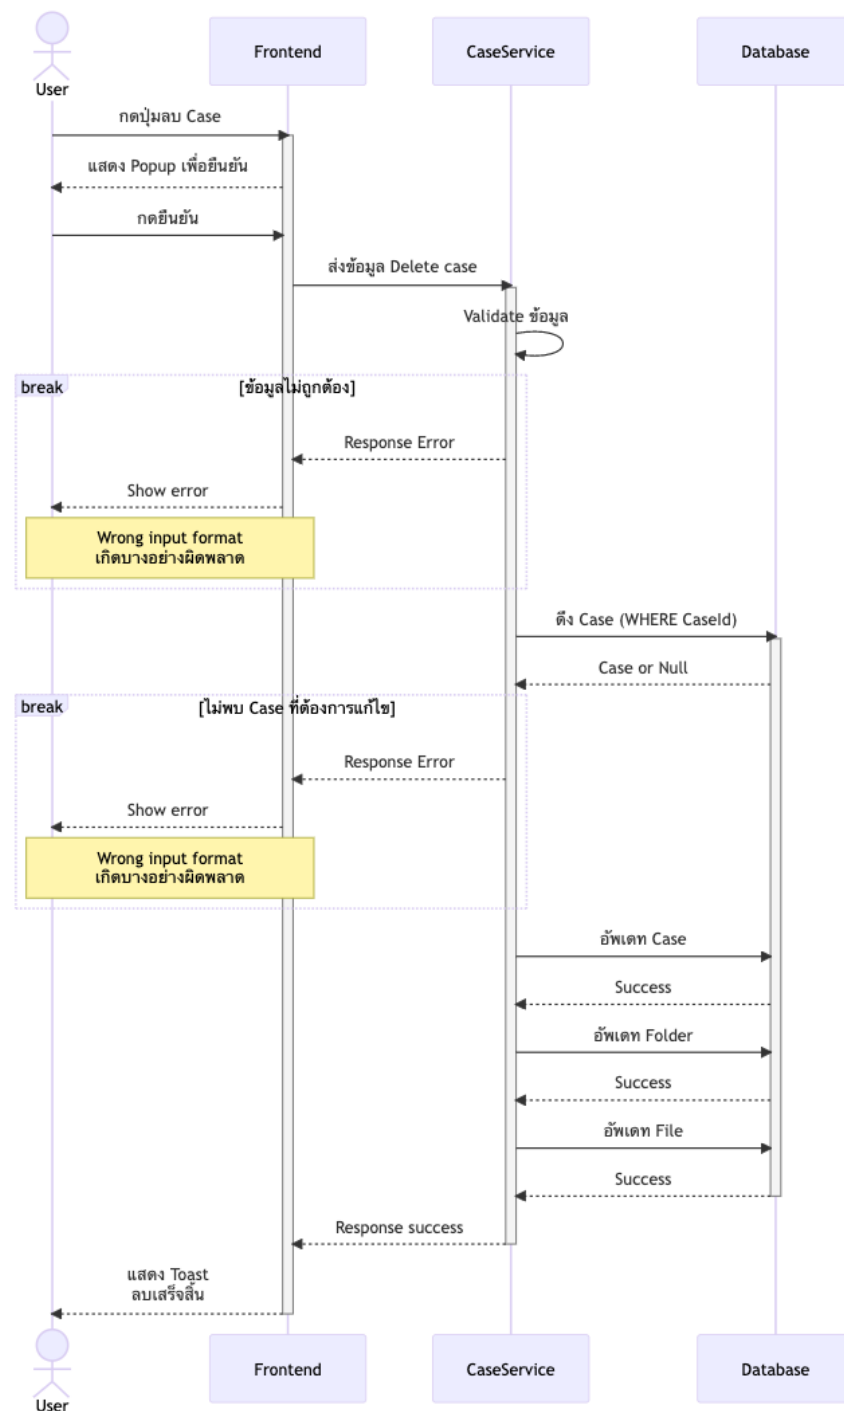 Frontend
CaseService
Database
User
กดปุ่มลบ Case
แสดง Popup เพื่อยืนยัน
กดยืนยัน
ส่งข้อมูล Delete case
Validate ข้อมูล
break
[ข้อมูลไม่ถูกต้อง]
Response Error
Show error
Wrong input format
เกิดบางอย่างผิดพลาด
ดึง Case (WHERE CaseId)
Case or Null
break
[ไม่พบ Case ที่ต้องการแก้ไข]
Response Error
Show error
Wrong input format
เกิดบางอย่างผิดพลาด
อัพเดท Case
Success
อัพเดท Folder
Success
อัพเดท File
Success
Response success
แสดง Toast
ลบเสร็จสิ้น
Frontend
CaseService
Database
User